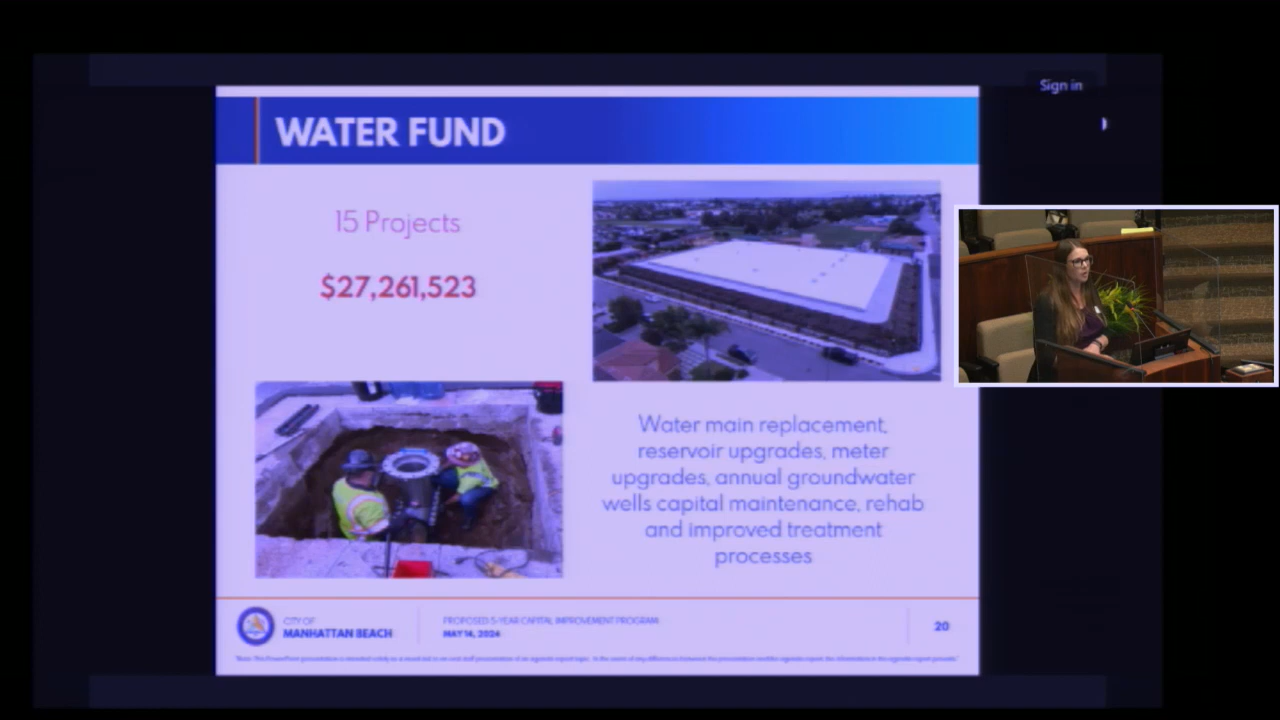 Sign in
WATER FUND
15 Projects
$27,261,523
Water main replacement,
reservoir upgrades, meter
upgrades, annual groundwater
wells capital maintenance, rehab
and improved treatment
processes
CITY OF
MANHATTAN BEACH
PROPOSED 5-YEAR CAPITAL IMPROVEMENT PROGRAM
MAY 14, 2024
20